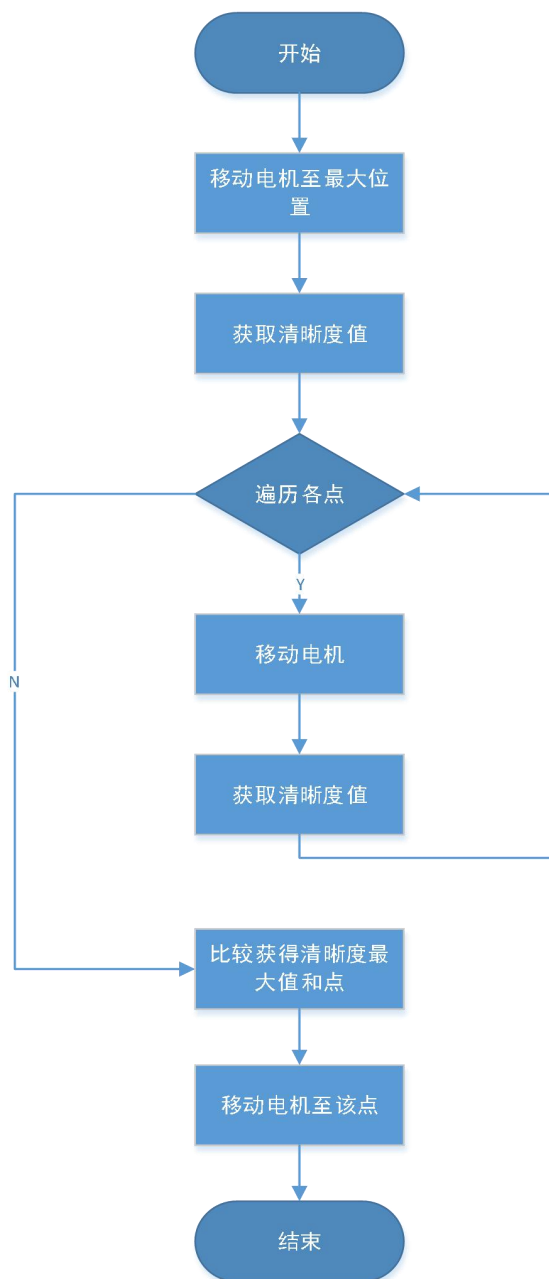 开始
移动电机至最大位
置
获取清晰度值
遍历各点
Y
移动电机
N
获取清晰度值
比较获得清晰度最
大值和点
移动电机至该点
结束